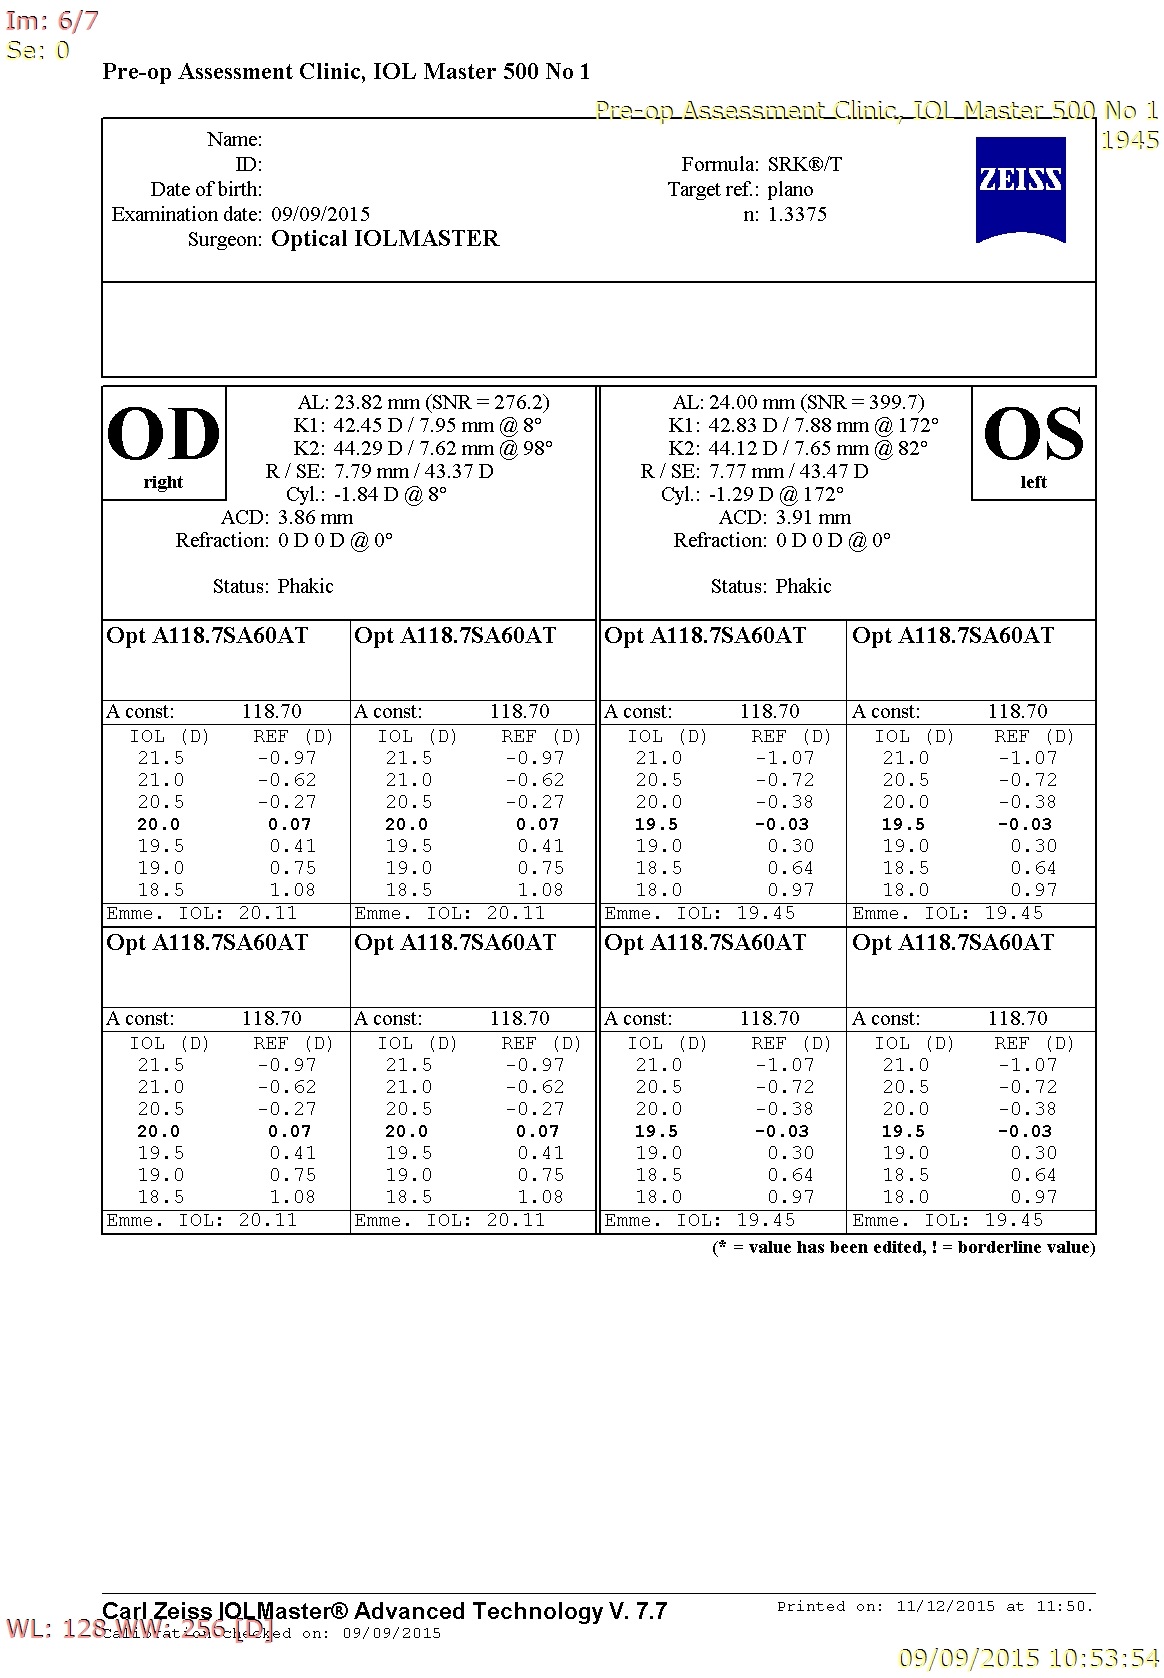 Im: 6/7
Se: 0
Pre-op Assessment Clinic, IOL Master 500 No 1
Pre-op Assessment Clinic, IOL Master 500 No 1
1945
Name:
ID:
Date of birth:
Examination date: 09/09/2015
Surgeon: Optical IOLMASTER
Formula: SRK®/T
Target ref.: plano
n: 1.3375
ZEISS
OD
right
AL: 23.82 mm (SNR = 276.2)
K1: 42.45 D / 7.95 mm @ 8°
K2: 44.29 D / 7.62 mm @ 98°
R / SE: 7.79 mm / 43.37 D
Cyl.: -1.84 D @ 8°
ACD: 3.86 mm
Refraction: 0 D 0 D @ 0°
Status: Phakic
AL: 24.00 mm (SNR = 399.7)
K1: 42.83 D / 7.88 mm @ 172°
K2: 44.12 D / 7.65 mm @ 82°
R / SE: 7.77 mm / 43.47 D
Cyl.: -1.29 D @ 172°
ACD: 3.91 mm
Refraction: 0 D 0 D @ 0°
Status: Phakic
OS
left
Opt A118.7SA60AT Opt A118.7SA60AT Opt A118.7SA60AT Opt A118.7SA60AT
A const: 118.70 A const: 118.70 A const: 118.70 A const: 118.70
IOL (D) REF (D) IOL (D) REF (D) IOL (D) REF (D) IOL (D) REF (D)
21.5 -0.97 21.5 -0.97 21.0 -1.07 21.0 -1.07
21.0 -0.62 21.0 -0.62 20.5 -0.72 20.5 -0.72
20.5 -0.27 20.5 -0.27 20.0 -0.38 20.0 -0.38
20.0 0.07 20.0 0.07 19.5 -0.03 19.5 -0.03
19.5 0.41 19.5 0.41 19.0 0.30 19.0 0.30
19.0 0.75 19.0 0.75 18.5 0.64 18.5 0.64
18.5 1.08 18.5 1.08 18.0 0.97 18.0 0.97
Emme. IOL: 20.11 Emme. IOL: 20.11 Emme. IOL: 19.45 Emme. IOL: 19.45
Opt A118.7SA60AT Opt A118.7SA60AT Opt A118.7SA60AT Opt A118.7SA60AT
A const: 118.70 A const: 118.70 A const: 118.70 A const: 118.70
IOL (D) REF (D) IOL (D) REF (D) IOL (D) REF (D) IOL (D) REF (D)
21.5 -0.97 21.5 -0.97 21.0 -1.07 21.0 -1.07
21.0 -0.62 21.0 -0.62 20.5 -0.72 20.5 -0.72
20.5 -0.27 20.5 -0.27 20.0 -0.38 20.0 -0.38
20.0 0.07 20.0 0.07 19.5 -0.03 19.5 -0.03
19.5 0.41 19.5 0.41 19.0 0.30 19.0 0.30
19.0 0.75 19.0 0.75 18.5 0.64 18.5 0.64
18.5 1.08 18.5 1.08 18.0 0.97 18.0 0.97
Emme. IOL: 20.11 Emme. IOL: 20.11 Emme. IOL: 19.45 Emme. IOL: 19.45
(* = value has been edited, ! = borderline value)
Carl Zeiss IOLMaster® Advanced Technology V. 7.7
Printed on: 11/12/2015 at 11:50.
WL: 128 WW: 256 [D]
Calibration checked on: 09/09/2015
09/09/2015 10:53:54